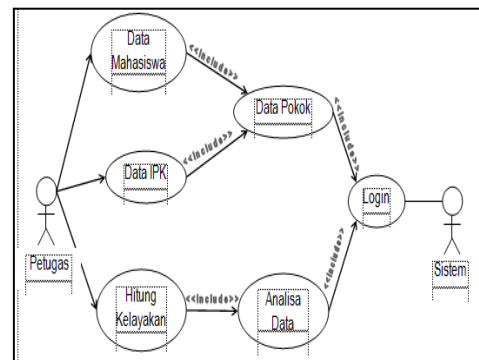 Data
Mahasiswa
<<include>>
Data Pokok
<<include>>
<<include>>
Data IPK
Login
Petugas
Sistem
Hitung
Kelayakan
<<include>>
Analisa
Data
<<include>>